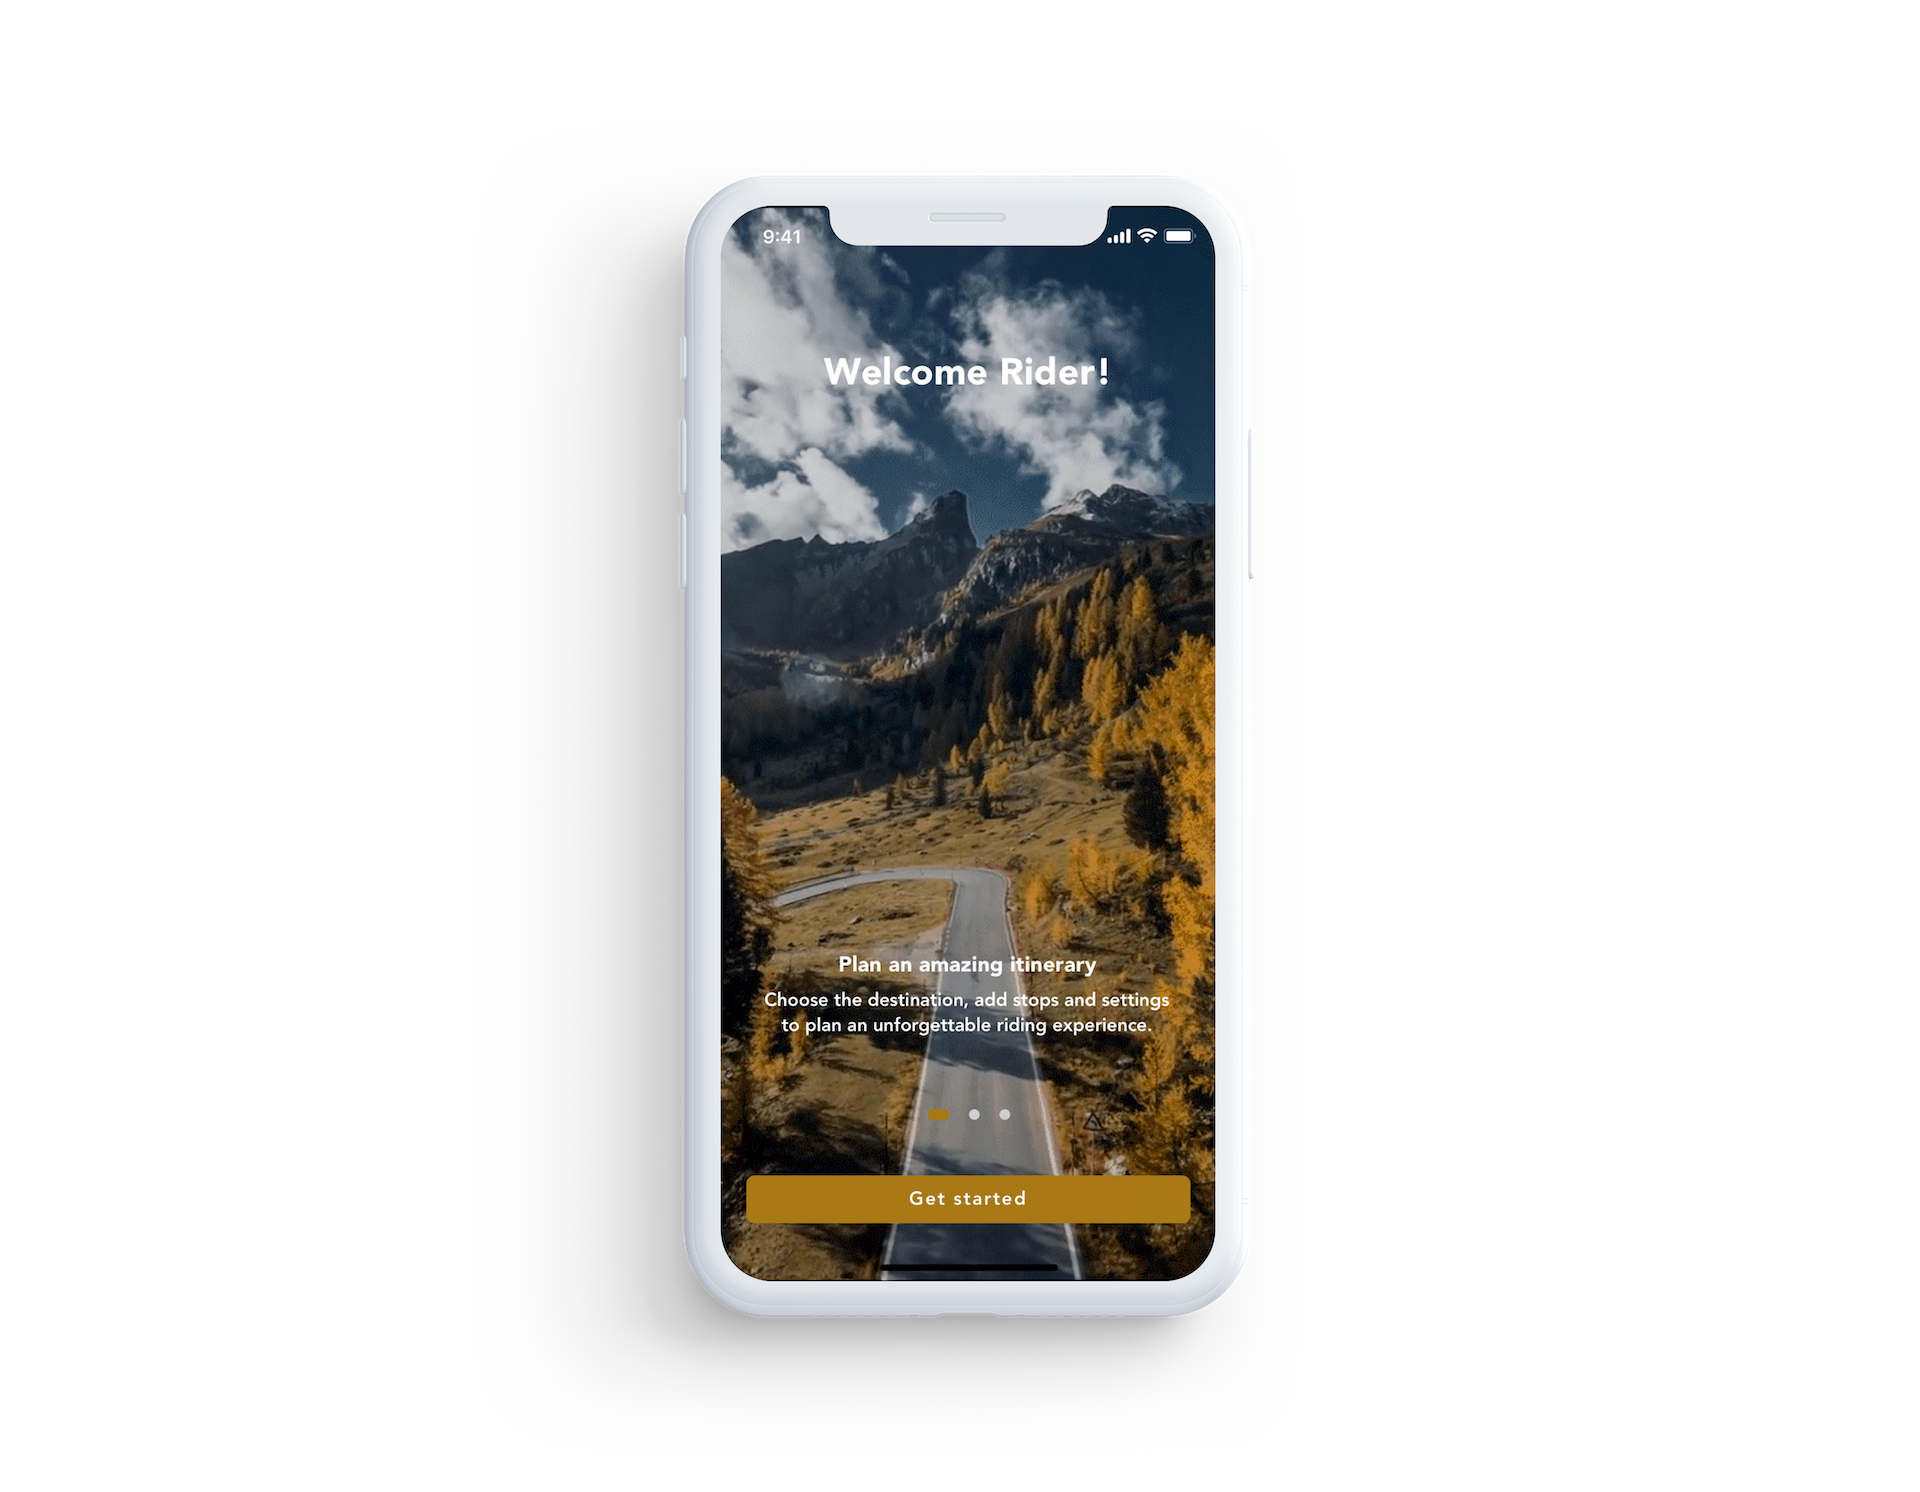 9:41
Welcome Rider!
Plan an amazing itinerary
Choose the destination, add stops and settings
to plan an unforgettable riding experience.
Get started